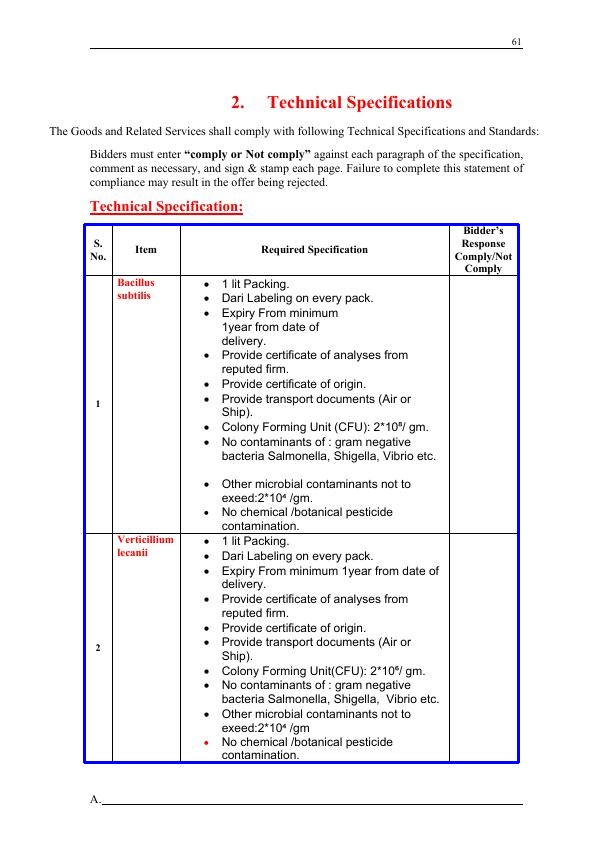 61
2. Technical Specifications
The Goods and Related Services shall comply with following Technical Specifications and Standards:
Bidders must enter “comply or Not comply” against each paragraph of the specification,
comment as necessary, and sign & stamp each page. Failure to complete this statement of
compliance may result in the offer being rejected.
Technical Specification:
S.
No.
Item
Required Specification
Bidder’s
Response
Comply/Not
Comply
1
Bacillus
subtilis
• 1 lit Packing.
• Dari Labeling on every pack.
• Expiry From minimum
1year from date of
delivery.
• Provide certificate of analyses from
reputed firm.
• Provide certificate of origin.
• Provide transport documents (Air or
Ship).
• Colony Forming Unit (CFU): 2*10⁸/ gm.
• No contaminants of : gram negative
bacteria Salmonella, Shigella, Vibrio etc.
• Other microbial contaminants not to
exeed:2*10⁴ /gm.
• No chemical /botanical pesticide
contamination.
2
Verticillium
lecanii
• 1 lit Packing.
• Dari Labeling on every pack.
• Expiry From minimum 1year from date of
delivery.
• Provide certificate of analyses from
reputed firm.
• Provide certificate of origin.
• Provide transport documents (Air or
Ship).
• Colony Forming Unit(CFU): 2*10⁶/ gm.
• No contaminants of : gram negative
bacteria Salmonella, Shigella, Vibrio etc.
• Other microbial contaminants not to
exeed:2*10⁴ /gm
• No chemical /botanical pesticide
contamination.
A.